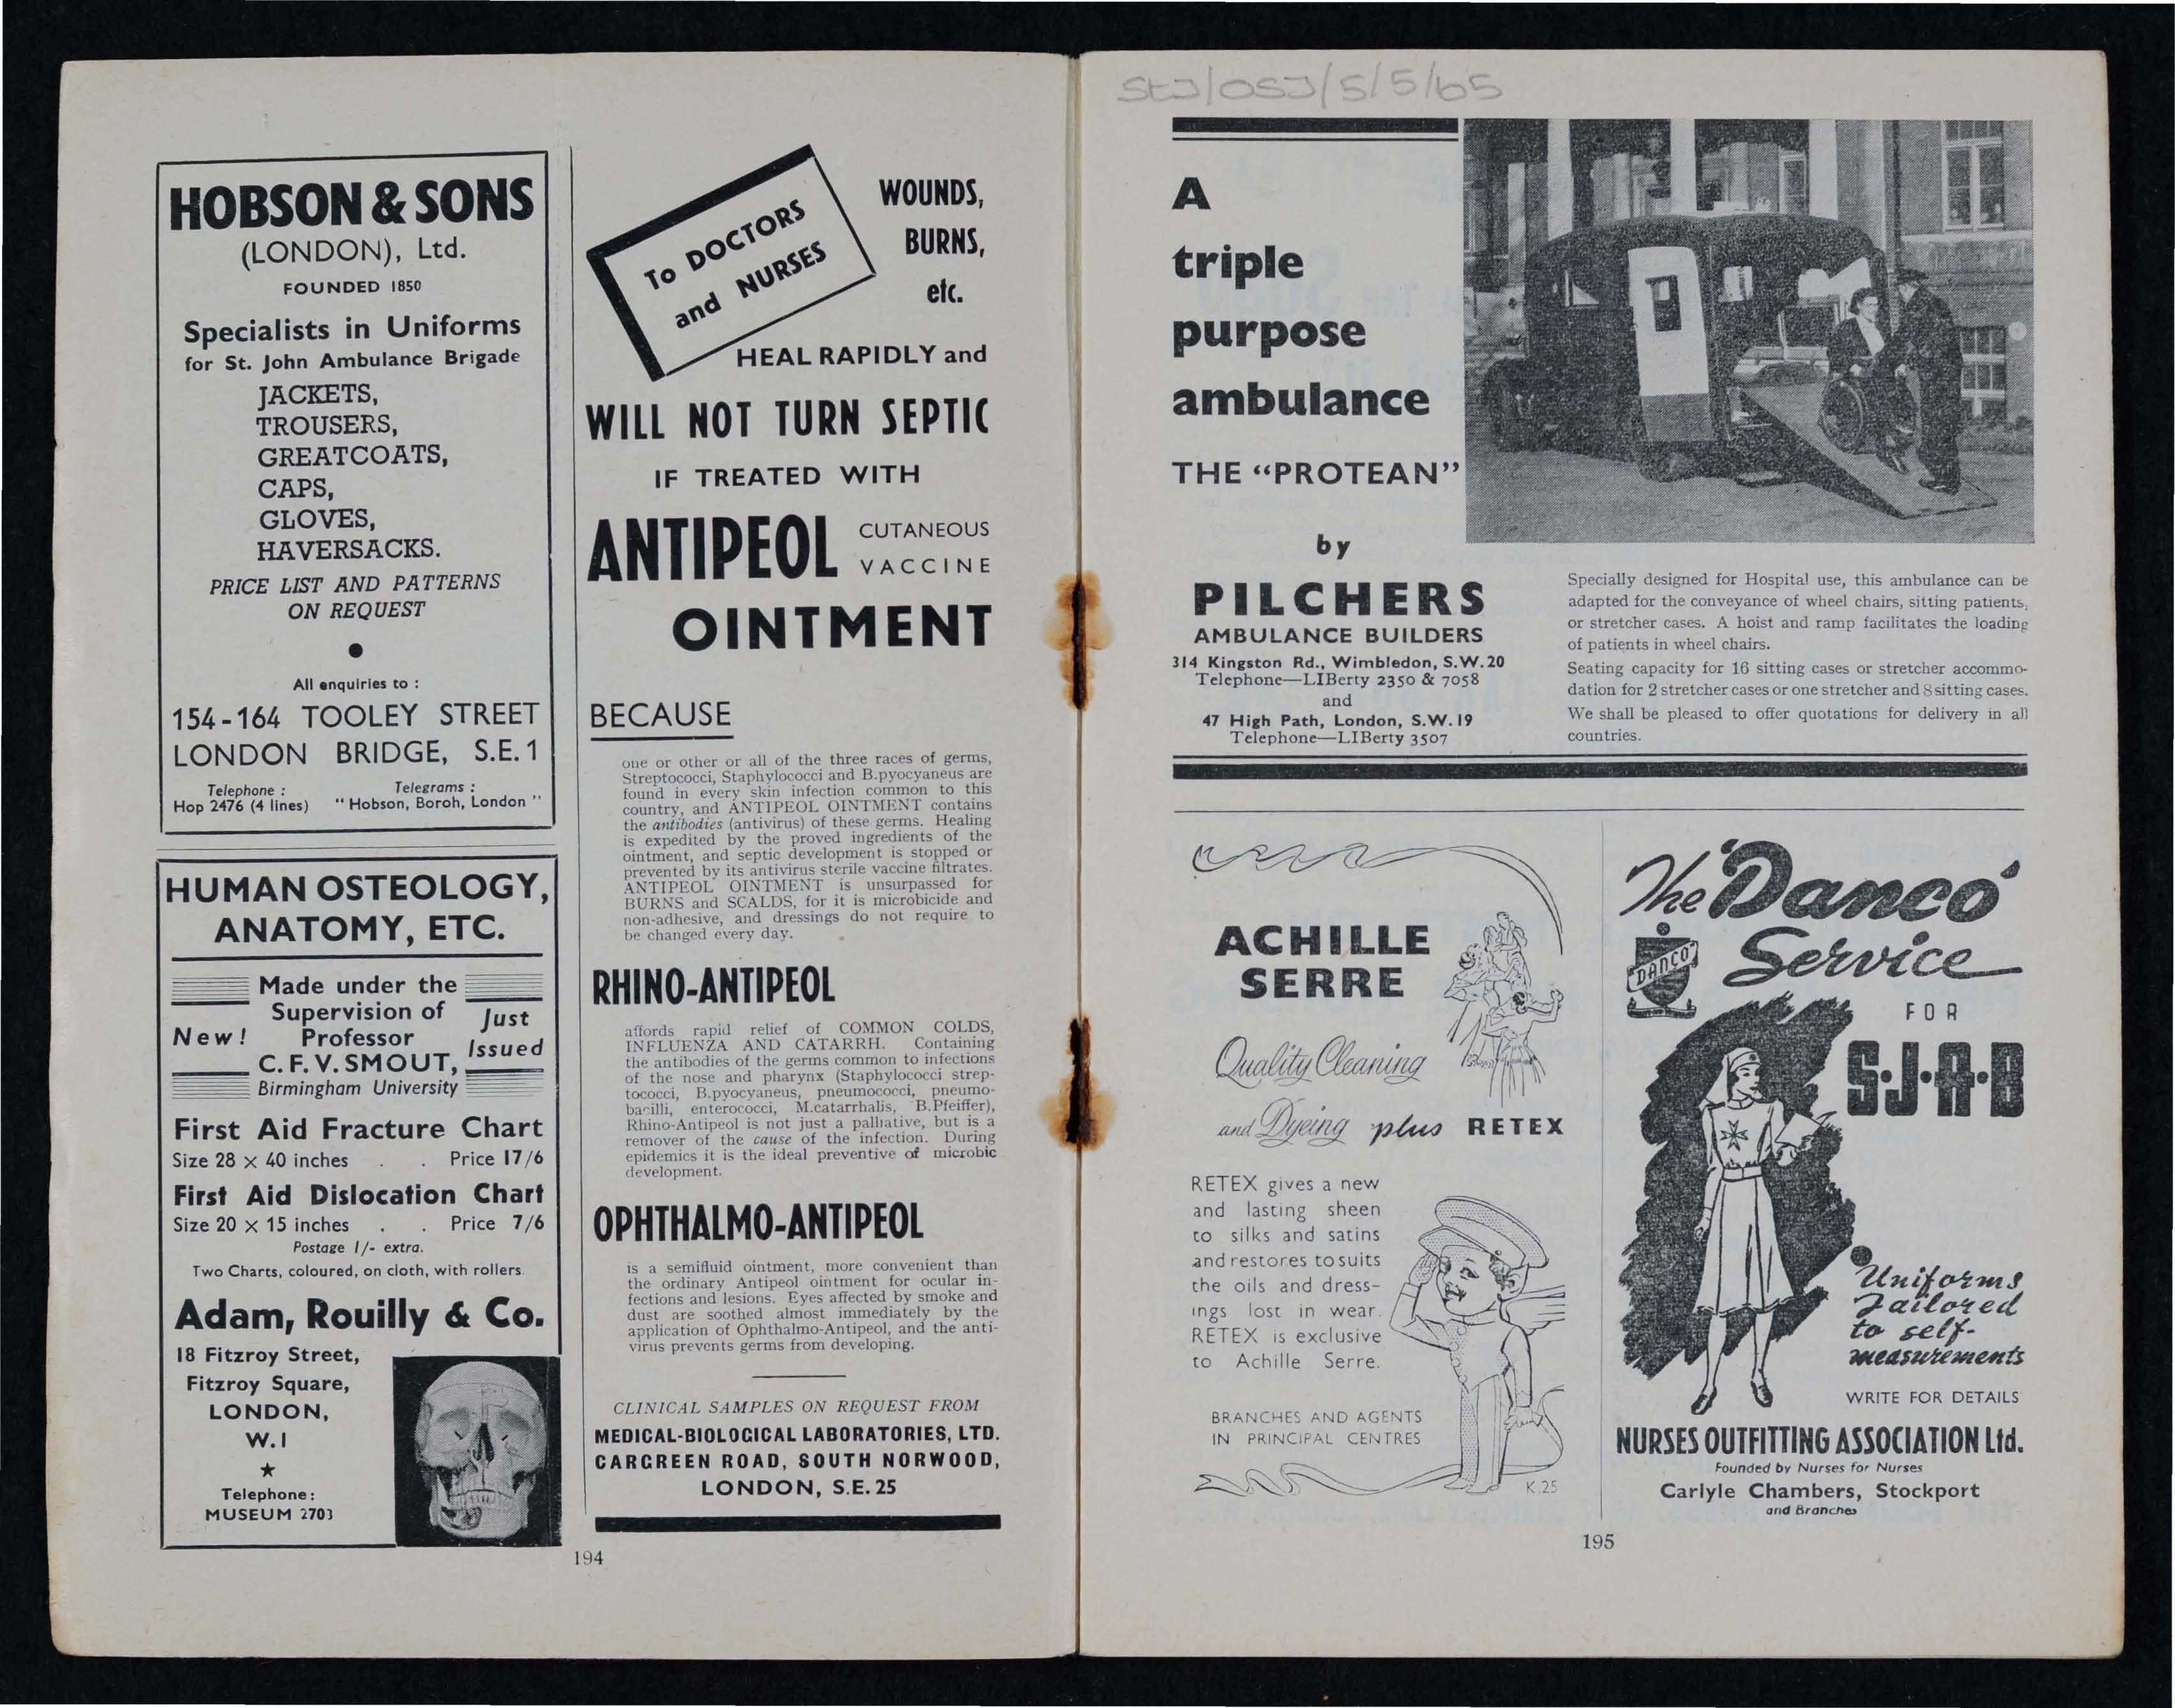 HOBSON & SONS
(LONDON), Ltd.
FOUNDED 1850
Specialists in Uniforms
for St. John Ambulance Brigade
JACKETS,
TROUSERS,
GREATCOATS,
CAPS,
GLOVES,
HAVERSACKS.
PRICE LIST AND PATTERNS
ON REQUEST
All enquiries to :
154-164 TOOLEY STREET
LONDON BRIDGE, S.E.1
Telephone : Telegrams :
Hop 2476 (4 lines) "Hobson, Boroh, London"
HUMAN OSTEOLOGY,
ANATOMY, ETC.
Made under the
Supervision of
New! Professor Just
C. F. V. SMOUT, Issued
Birmingham University
First Aid Fracture Chart
Size 28 × 40 inches . . Price 17/6
First Aid Dislocation Chart
Size 20 × 15 inches . . Price 7/6
Postage 1/- extra.
Two Charts, coloured, on cloth, with rollers.
Adam, Rouilly & Co.
18 Fitzroy Street,
Fitzroy Square,
LONDON,
W.1
Telephone:
MUSEUM 2703
To DOCTORS
and NURSES
WOUNDS,
BURNS,
etc.
HEAL RAPIDLY and
WILL NOT TURN SEPTIC
IF TREATED WITH
ANTIPEOL CUTANEOUS
VACCINE
OINTMENT
BECAUSE
one or other or all of the three races of germs,
Streptococci, Staphylococci and B.pyocyaneus are
found in every skin infection common to this
country, and ANTIPEOL OINTMENT contains
the antibodies (antivirus) of these germs. Healing
is expedited by the proved ingredients of the
ointment, and septic development is stopped or
prevented by its antivirus sterile vaccine filtrates.
ANTIPEOL OINTMENT is unsurpassed for
BURNS and SCALDS, for it is microbicide and
non-adhesive, and dressings do not require to
be changed every day.
RHINO-ANTIPEOL
affords rapid relief of COMMON COLDS,
INFLUENZA AND CATARRH. Containing
the antibodies of the germs common to infections
of the nose and pharynx (Staphylococci strep-
tococci, B.pyocyaneus, pneumococci, pneumo-
bacilli, enterococci, M.catarrhalis, B.Pfeiffer),
Rhino-Antipeol is not just a palliative, but is a
remover of the cause of the infection. During
epidemics it is the ideal preventive of microbic
development.
OPHTHALMO-ANTIPEOL
is a semifluid ointment, more convenient than
the ordinary Antipeol ointment for ocular in-
fections and lesions. Eyes affected by smoke and
dust are soothed almost immediately by the
application of Ophthalmo-Antipeol, and the anti-
virus prevents germs from developing.
CLINICAL SAMPLES ON REQUEST FROM
MEDICAL-BIOLOGICAL LABORATORIES, LTD.
CARGREEN ROAD, SOUTH NORWOOD,
LONDON, S.E. 25
194
StJ/OSJ/5/5/65
A
triple
purpose
ambulance
THE "PROTEAN"
by
PILCHERS
AMBULANCE BUILDERS
314 Kingston Rd., Wimbledon, S.W.20
Telephone—LIBerty 2350 & 7058
and
47 High Path, London, S.W.19
Telephone—LIBerty 3507
Specially designed for Hospital use, this ambulance can be
adapted for the conveyance of wheel chairs, sitting patients,
or stretcher cases. A hoist and ramp facilitates the loading
of patients in wheel chairs.
Seating capacity for 16 sitting cases or stretcher accommo-
dation for 2 stretcher cases or one stretcher and 8 sitting cases.
We shall be pleased to offer quotations for delivery in all
countries.
ACHILLE
SERRE
Quality Cleaning
and Dyeing plus RETEX
RETEX gives a new
and lasting sheen
to silks and satins
and restores to suits
the oils and dress-
ings lost in wear.
RETEX is exclusive
to Achille Serre.
BRANCHES AND AGENTS
IN PRINCIPAL CENTRES
K.25
The 'Danco'
Service
DANCO
FOR
S·J·A·B
Uniforms
Tailored
to self-
measurements
WRITE FOR DETAILS
NURSES OUTFITTING ASSOCIATION Ltd.
Founded by Nurses for Nurses
Carlyle Chambers, Stockport
and Branches
195